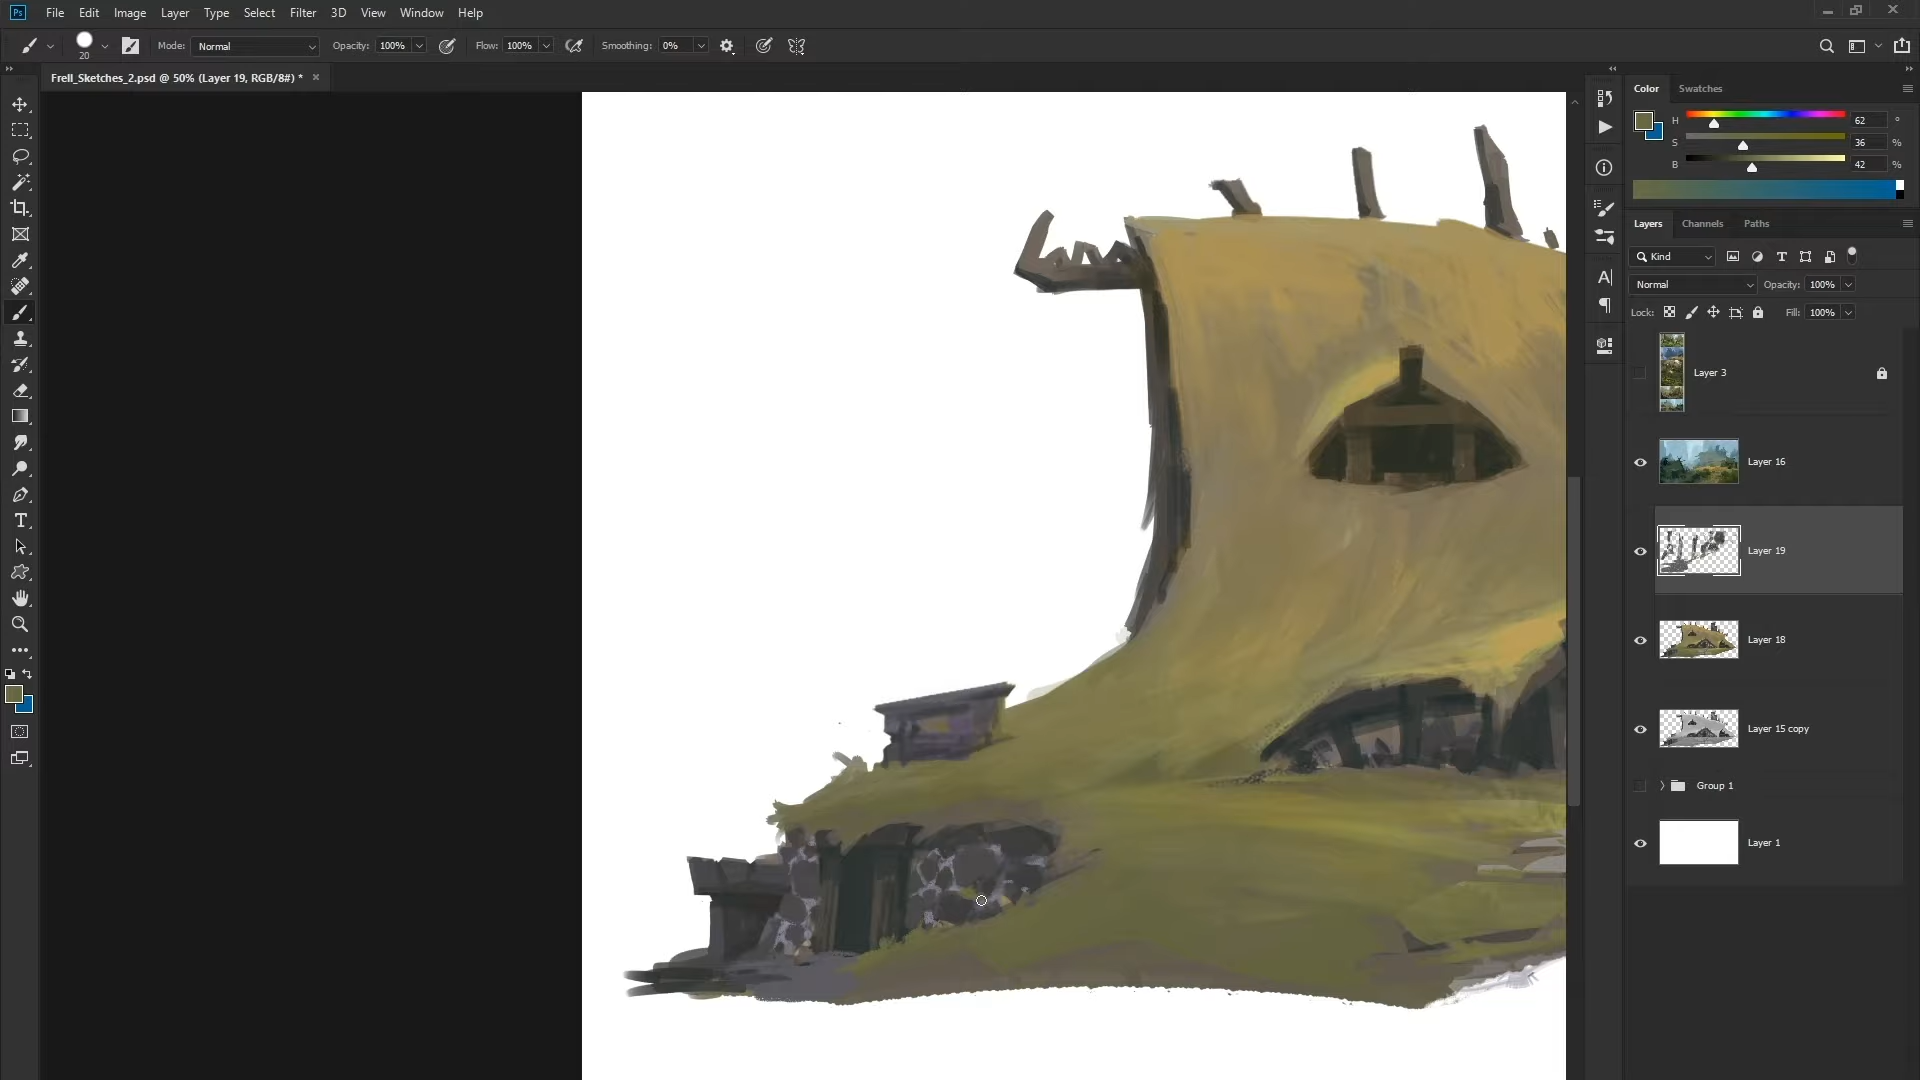 Ps File Edit Image Layer Type Select Filter 3D View Window Help
20 Mode: Normal Opacity: 100% Flow: 100% Smoothing: 0%
Frell_Sketches_2.psd @ 50% (Layer 19, RGB/8#) *
Color Swatches
H 62 °
S 36 %
B 42 %
Layers Channels Paths
Kind
Normal Opacity: 100%
Lock: Fill: 100%
Layer 3
Layer 16
Layer 19
Layer 18
Layer 15 copy
Group 1
Layer 1